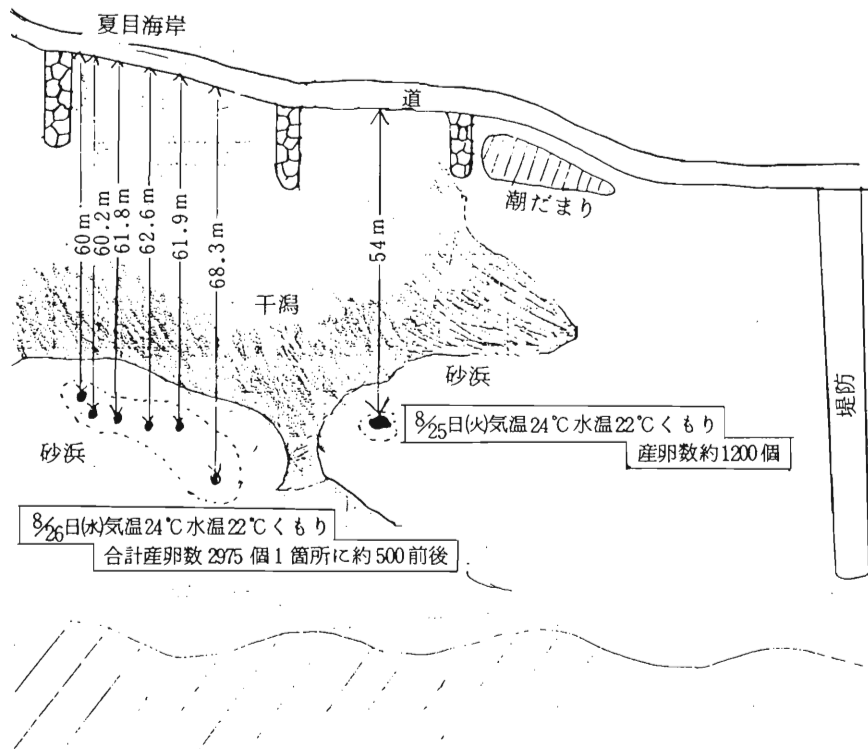 夏目海岸
道
潮だまり
60m
60.2m
61.8m
62.6m
61.9m
68.3m
54m
干潟
砂浜
堤防
8/25日(火)気温24℃水温22℃くもり
産卵数約1200個
砂浜
8/26日(水)気温24℃水温22℃くもり
合計産卵数2975個1箇所に約500前後